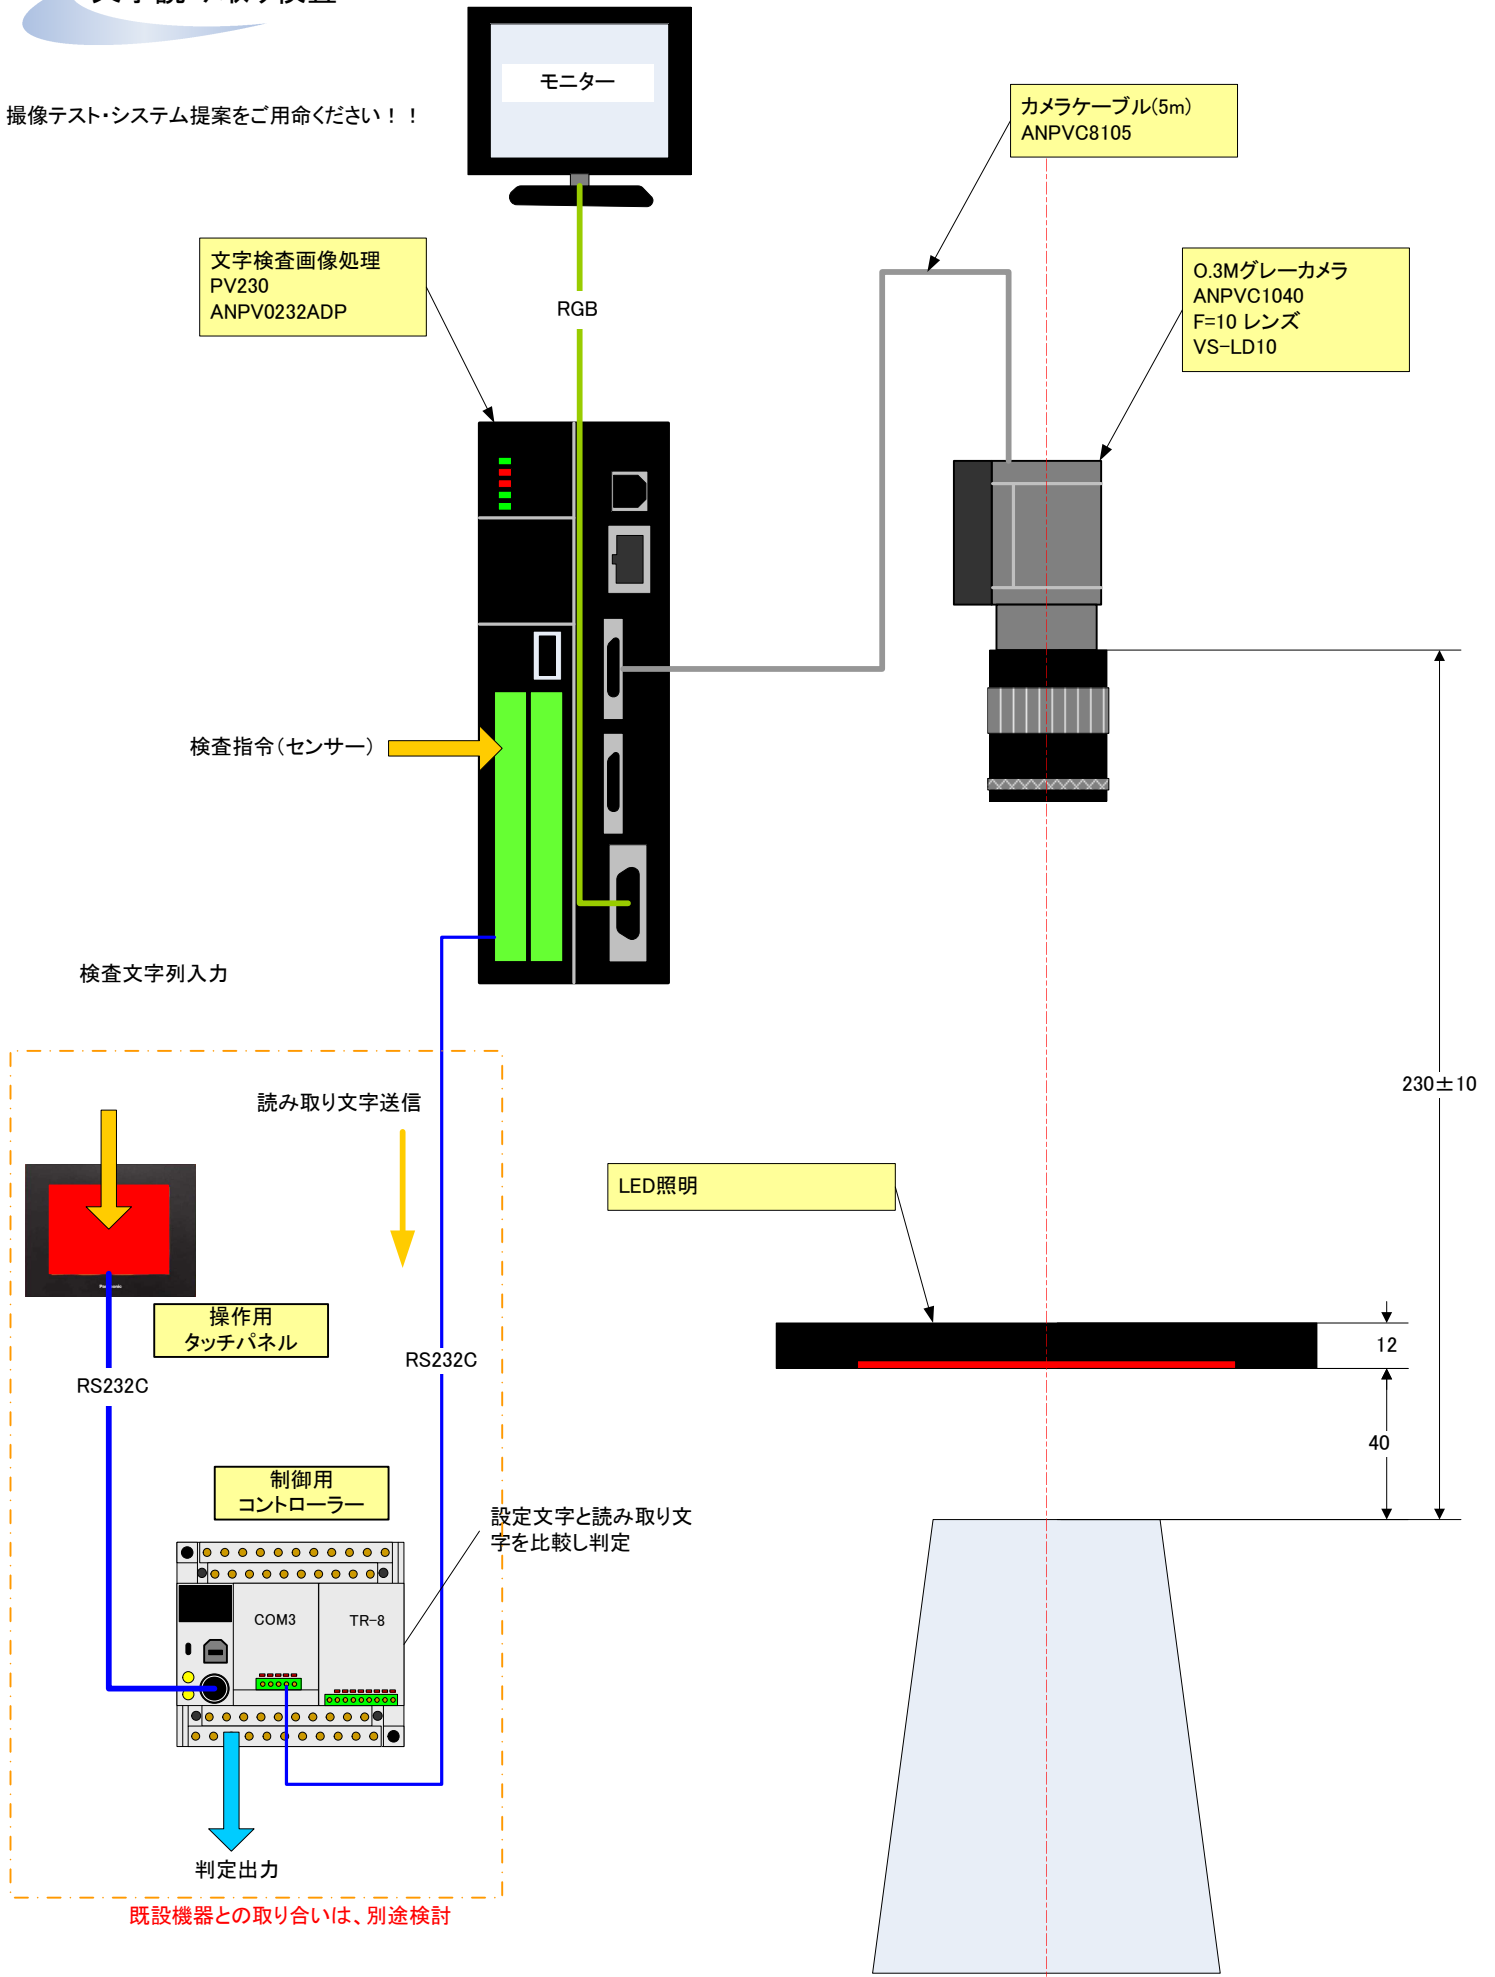 撮像テスト・システム提案をご用命ください！！
モニター
カメラケーブル(5m)
ANPVC8105
文字検査画像処理
PV230
ANPV0232ADP
RGB
0.3Mグレーカメラ
ANPVC1040
F=10 レンズ
VS-LD10
検査指令（センサー）
検査文字列入力
読み取り文字送信
230±10
LED照明
Panasonic
操作用
タッチパネル
RS232C
RS232C
12
40
制御用
コントローラー
設定文字と読み取り文
字を比較し判定
COM3
TR-8
判定出力
既設機器との取り合いは、別途検討